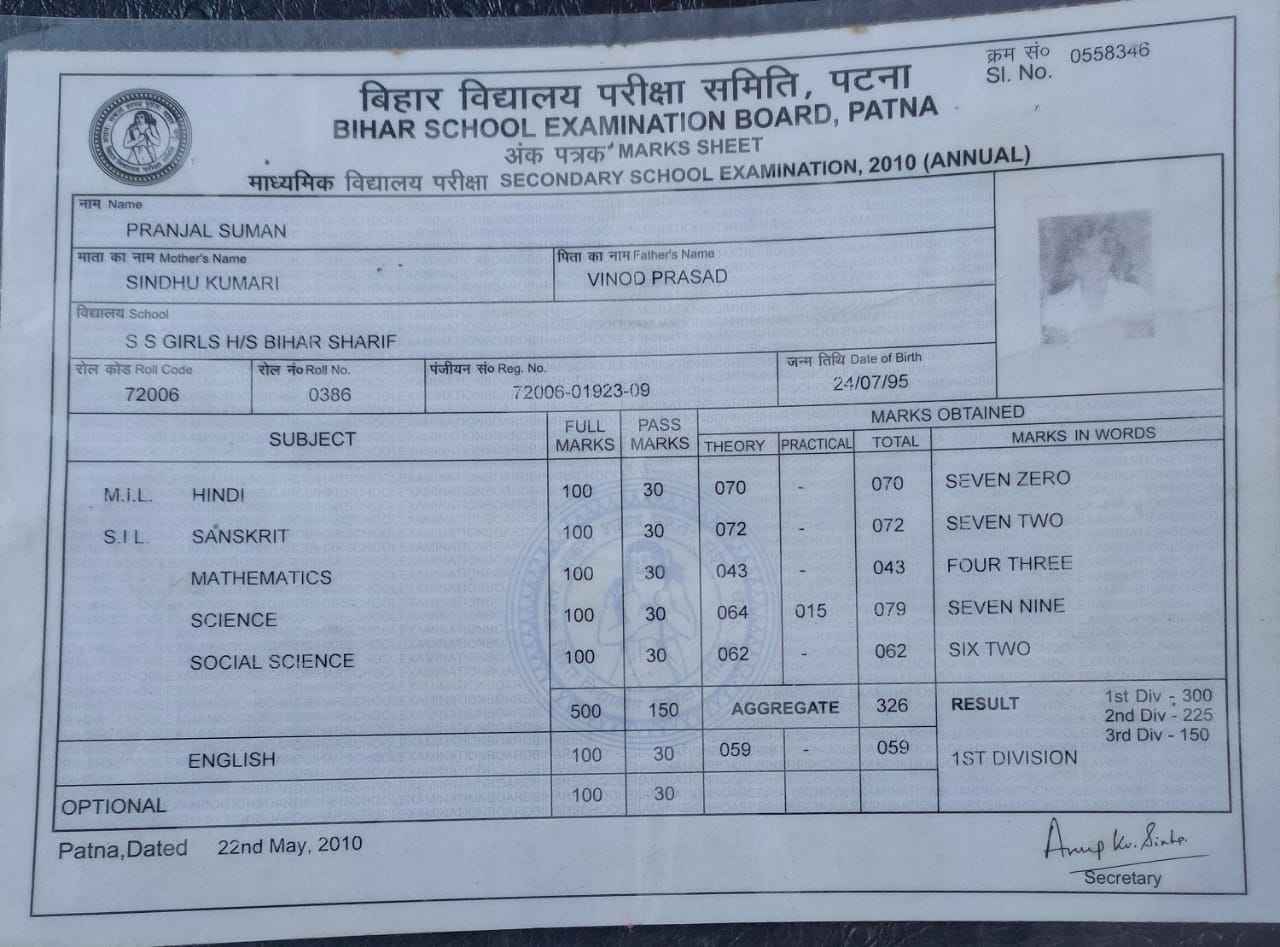 क्रम सं० 0558346
Sl. No.
बिहार विद्यालय परीक्षा समिति, पटना
BIHAR SCHOOL EXAMINATION BOARD, PATNA
अंक पत्रक MARKS SHEET
माध्यमिक विद्यालय परीक्षा SECONDARY SCHOOL EXAMINATION, 2010 (ANNUAL)
नाम Name
PRANJAL SUMAN
माता का नाम Mother's Name पिता का नाम Father's Name
SINDHU KUMARI VINOD PRASAD
विद्यालय School
S S GIRLS H/S BIHAR SHARIF
रोल कोड Roll Code रोल नं० Roll No. पंजीयन सं० Reg. No. जन्म तिथि Date of Birth
72006 0386 72006-01923-09 24/07/95
SUBJECT FULL MARKS PASS MARKS MARKS OBTAINED
THEORY PRACTICAL TOTAL MARKS IN WORDS
M.i.L. HINDI 100 30 070 - 070 SEVEN ZERO
S.I L. SANSKRIT 100 30 072 - 072 SEVEN TWO
MATHEMATICS 100 30 043 - 043 FOUR THREE
SCIENCE 100 30 064 015 079 SEVEN NINE
SOCIAL SCIENCE 100 30 062 - 062 SIX TWO
500 150 AGGREGATE 326 RESULT 1st Div - 300
2nd Div - 225
3rd Div - 150
ENGLISH 100 30 059 - 059 1ST DIVISION
OPTIONAL 100 30
Patna,Dated 22nd May, 2010
Anup Kr. Sinha
Secretary